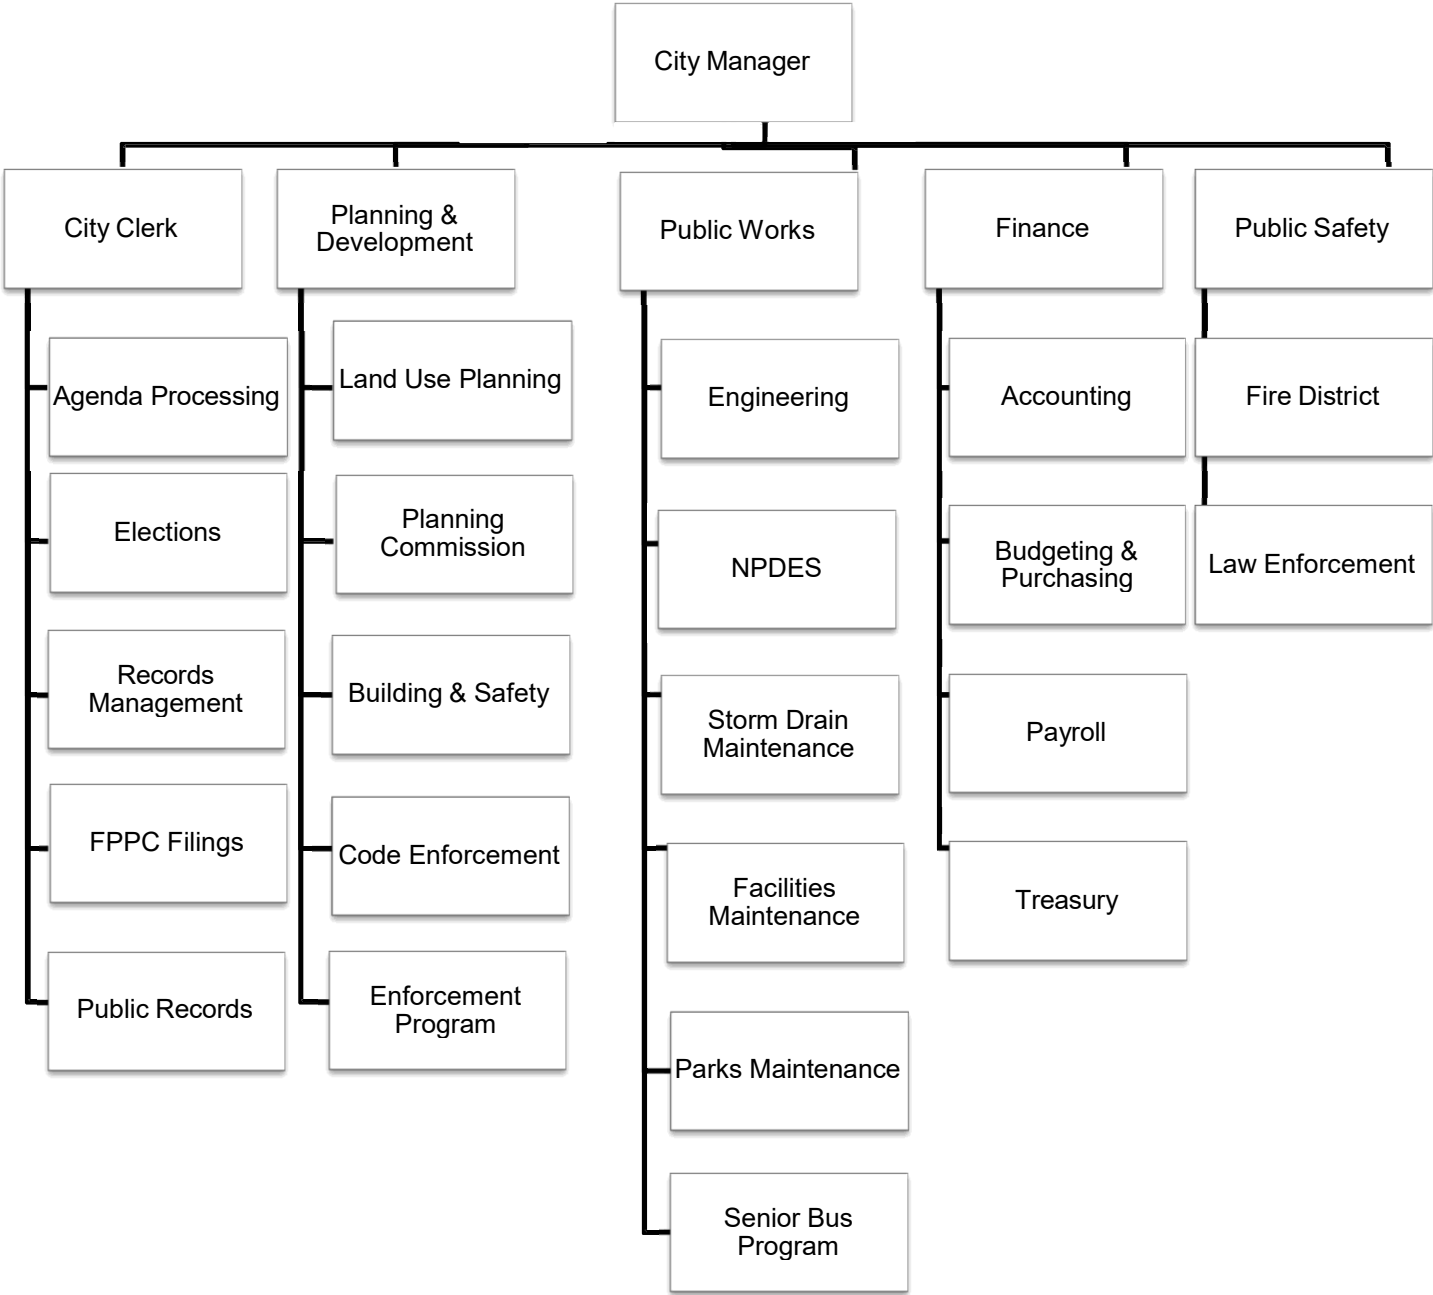 City Manager
City Clerk
Planning &
Development
Public Works
Finance
Public Safety
Agenda Processing
Elections
Records
Management
FPPC Filings
Public Records
Land Use Planning
Planning
Commission
Building & Safety
Code Enforcement
Enforcement
Program
Engineering
NPDES
Storm Drain
Maintenance
Facilities
Maintenance
Parks Maintenance
Senior Bus
Program
Accounting
Budgeting &
Purchasing
Payroll
Treasury
Fire District
Law Enforcement